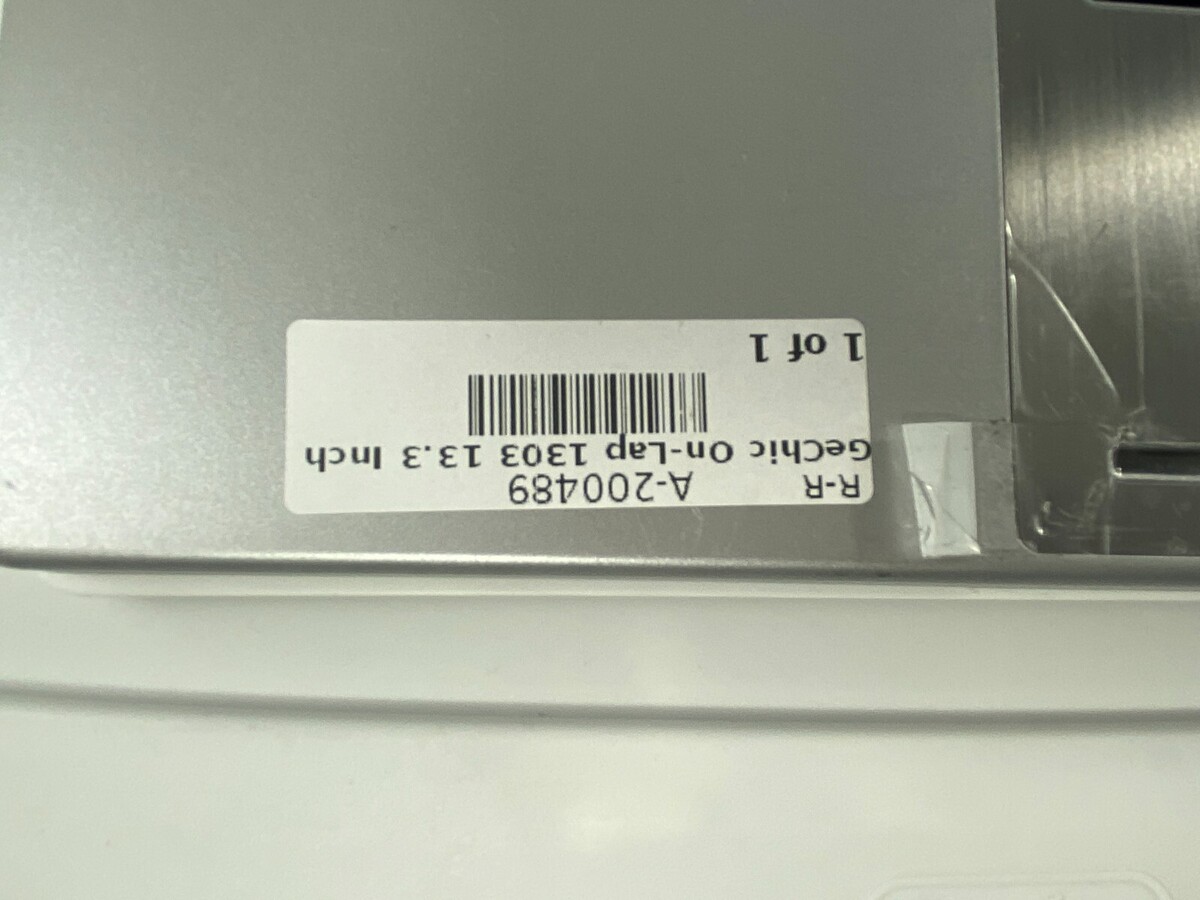 R-R A-200489
GeChic On-Lap 1303 13.3 Inch
1 of 1